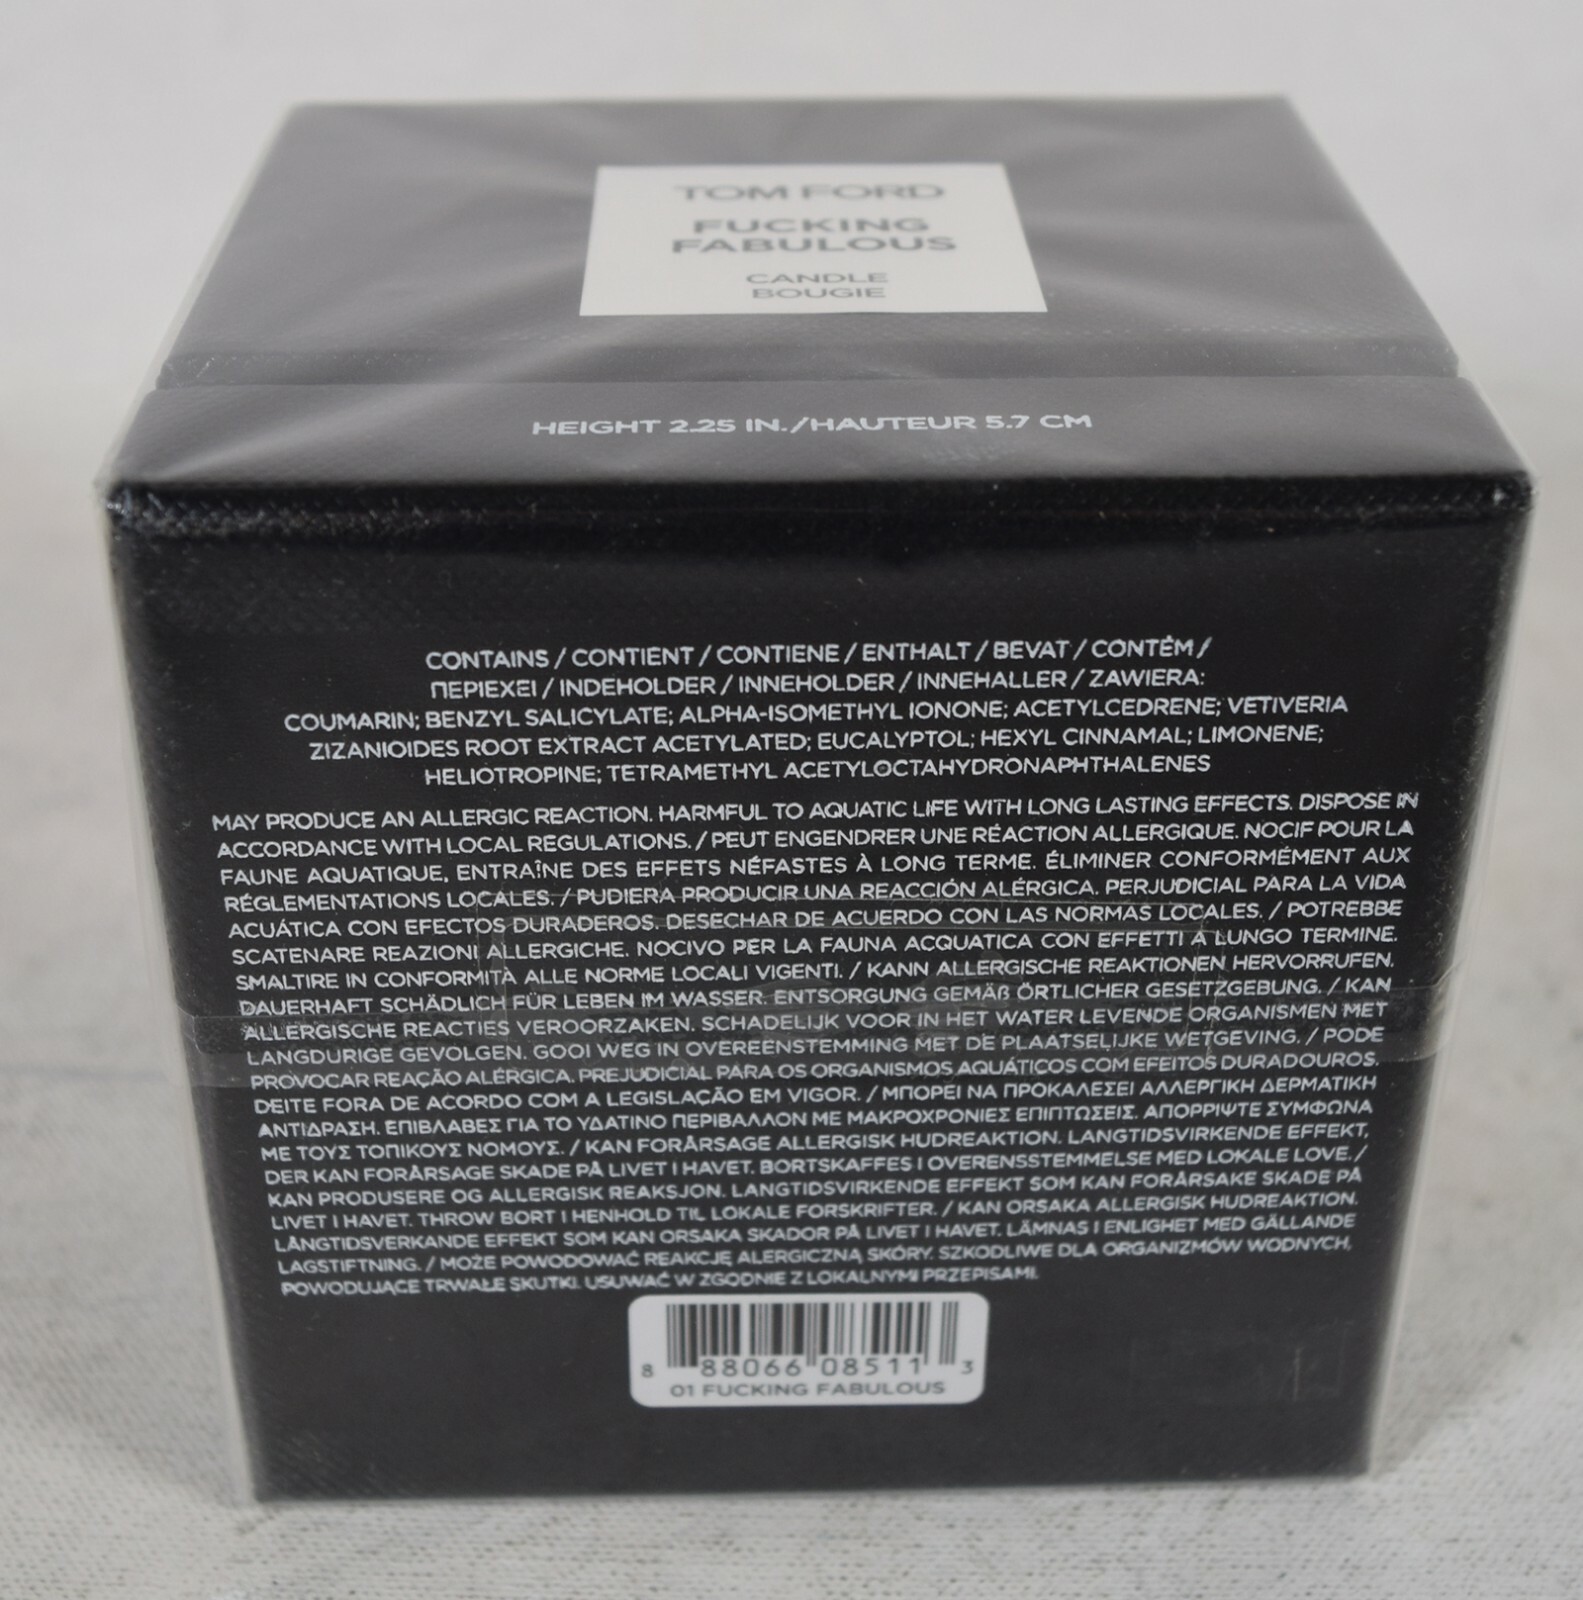 TOM FORD
FUCKING
FABULOUS
CANDLE
BOUGIE
HEIGHT 2.25 IN./HAUTEUR 5.7 CM
CONTAINS / CONTIENT / CONTIENE / ENTHALT / BEVAT / CONTÉM /
ΠΕΡΙΕΧΕΙ / INDEHOLDER / INNEHOLDER / INNEHALLER / ZAWIERA:
COUMARIN; BENZYL SALICYLATE; ALPHA-ISOMETHYL IONONE; ACETYLCEDRENE; VETIVERIA
ZIZANIOIDES ROOT EXTRACT ACETYLATED; EUCALYPTOL; HEXYL CINNAMAL; LIMONENE;
HELIOTROPINE; TETRAMETHYL ACETYLOCTAHYDRONAPHTHALENES
MAY PRODUCE AN ALLERGIC REACTION. HARMFUL TO AQUATIC LIFE WITH LONG LASTING EFFECTS. DISPOSE IN
ACCORDANCE WITH LOCAL REGULATIONS. / PEUT ENGENDRER UNE RÉACTION ALLERGIQUE. NOCIF POUR LA
FAUNE AQUATIQUE, ENTRAÎNE DES EFFETS NÉFASTES À LONG TERME. ÉLIMINER CONFORMÉMENT AUX
RÉGLEMENTATIONS LOCALES. / PUDIERA PRODUCIR UNA REACCIÓN ALÉRGICA. PERJUDICIAL PARA LA VIDA
ACUÁTICA CON EFECTOS DURADEROS. DESECHAR DE ACUERDO CON LAS NORMAS LOCALES. / POTREBBE
SCATENARE REAZIONI ALLERGICHE. NOCIVO PER LA FAUNA ACQUATICA CON EFFETTI A LUNGO TERMINE.
SMALTIRE IN CONFORMITÀ ALLE NORME LOCALI VIGENTI. / KANN ALLERGISCHE REAKTIONEN HERVORRUFEN.
DAUERHAFT SCHÄDLICH FÜR LEBEN IM WASSER. ENTSORGUNG GEMÄß ÖRTLICHER GESETZGEBUNG. / KAN
ALLERGISCHE REACTIES VEROORZAKEN. SCHADELIJK VOOR IN HET WATER LEVENDE ORGANISMEN MET
LANGDURIGE GEVOLGEN. GOOI WEG IN OVEREENSTEMMING MET DE PLAATSELIJKE WETGEVING. / PODE
PROVOCAR REAÇÃO ALÉRGICA. PREJUDICIAL PARA OS ORGANISMOS AQUÁTICOS COM EFEITOS DURADOUROS.
DEITE FORA DE ACORDO COM A LEGISLAÇÃO EM VIGOR. / ΜΠΟΡΕΙ ΝΑ ΠΡΟΚΑΛΕΣΕΙ ΑΛΛΕΡΓΙΚΗ ΔΕΡΜΑΤΙΚΗ
ΑΝΤΙΔΡΑΣΗ. ΕΠΙΒΛΑΒΕΣ ΓΙΑ ΤΟ ΥΔΑΤΙΝΟ ΠΕΡΙΒΑΛΛΟΝ ΜΕ ΜΑΚΡΟΧΡΟΝΙΕΣ ΕΠΙΠΤΩΣΕΙΣ. ΑΠΟΡΡΙΨΤΕ ΣΥΜΦΩΝΑ
ΜΕ ΤΟΥΣ ΤΟΠΙΚΟΥΣ ΝΟΜΟΥΣ. / KAN FORÅRSAGE ALLERGISK HUDREAKTION. LANGTIDSVIRKENDE EFFEKT,
DER KAN FORÅRSAGE SKADE PÅ LIVET I HAVET. BORTSKAFFES I OVERENSSTEMMELSE MED LOKALE LOVE. /
KAN PRODUSERE OG ALLERGISK REAKSJON. LANGTIDSVIRKENDE EFFEKT SOM KAN FORÅRSAKE SKADE PÅ
LIVET I HAVET. THROW BORT I HENHOLD TIL LOKALE FORSKRIFTER. / KAN ORSAKA ALLERGISK HUDREAKTION.
LÅNGTIDSVERKANDE EFFEKT SOM KAN ORSAKA SKADOR PÅ LIVET I HAVET. LÄMNAS I ENLIGHET MED GÄLLANDE
LAGSTIFTNING. / MOŻE POWODOWAĆ REAKCJĘ ALERGICZNĄ SKÓRY. SZKODLIWE DLA ORGANIZMÓW WODNYCH,
POWODUJĄCE TRWAŁE SKUTKI. USUWAĆ W ZGODNIE Z LOKALNYMI PRZEPISAMI.
8 88066 08511 3
01 FUCKING FABULOUS